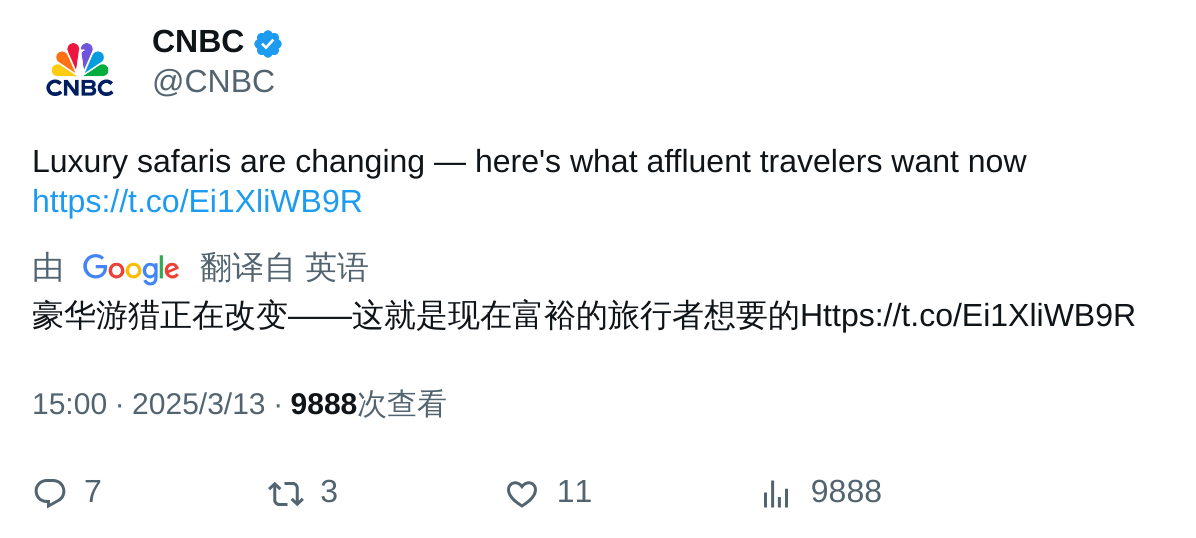 CNBC
CNBC
@CNBC
Luxury safaris are changing — here's what affluent travelers want now
https://t.co/Ei1XliWB9R
由 Google 翻译自 英语
豪华游猎正在改变——这就是现在富裕的旅行者想要的Https://t.co/Ei1XliWB9R
15:00 · 2025/3/13 · 9888次查看
7 3 11 9888